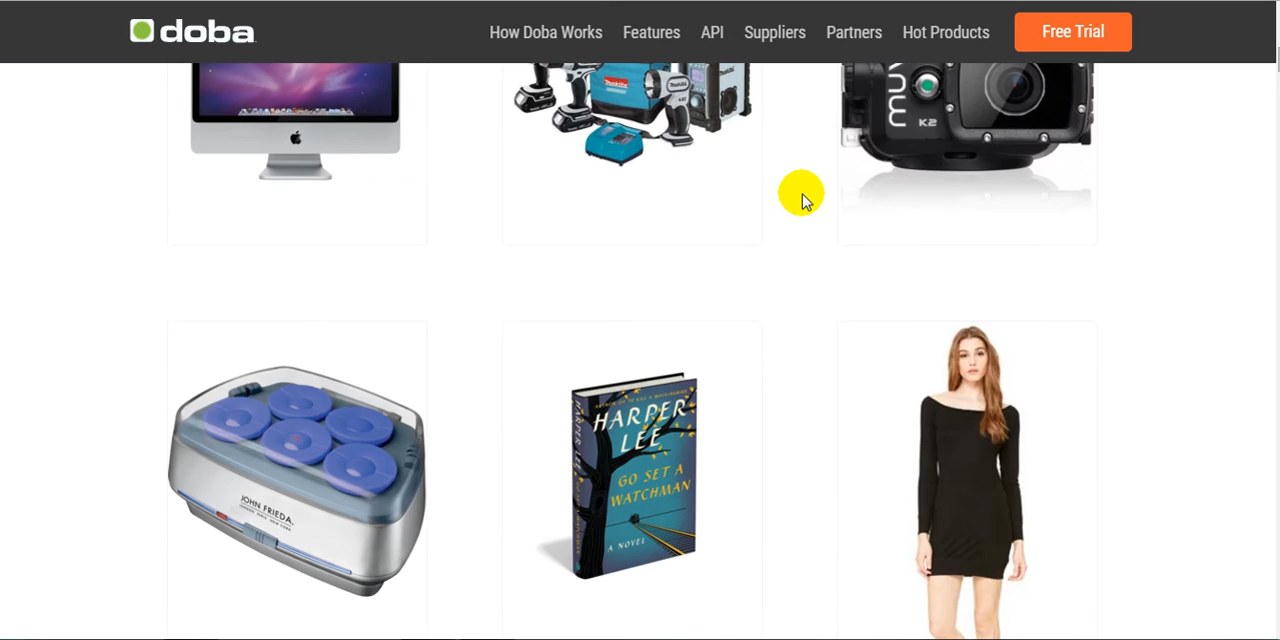 doba
How Doba Works
Features
API
Suppliers
Partners
Hot Products
Free Trial
K2
JOHN FRIEDA
HARPER
LEE
GO SET A
WATCHMAN
A NOVEL